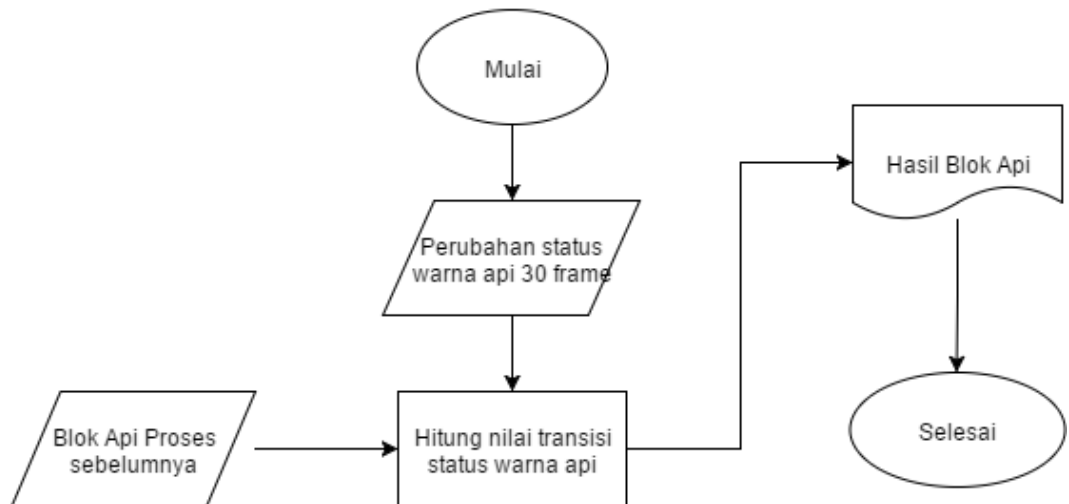 Mulai
Perubahan status
warna api 30 frame
Blok Api Proses
sebelumnya
Hitung nilai transisi
status warna api
Hasil Blok Api
Selesai